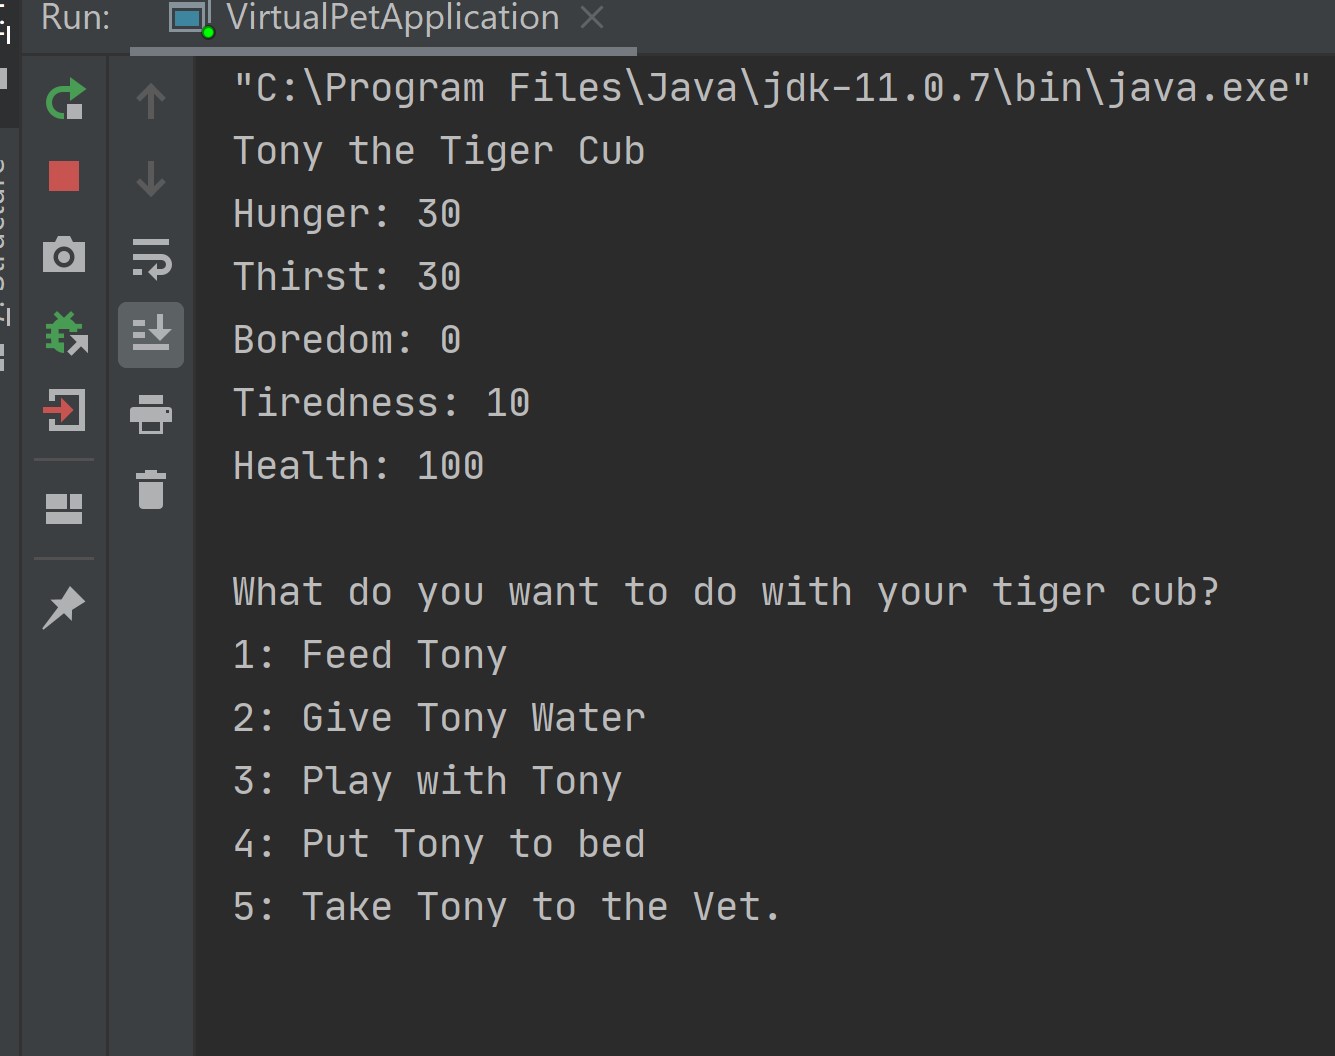 Run: VirtualPetApplication
"C:\Program Files\Java\jdk-11.0.7\bin\java.exe"
Tony the Tiger Cub
Hunger: 30
Thirst: 30
Boredom: 0
Tiredness: 10
Health: 100
What do you want to do with your tiger cub?
1: Feed Tony
2: Give Tony Water
3: Play with Tony
4: Put Tony to bed
5: Take Tony to the Vet.